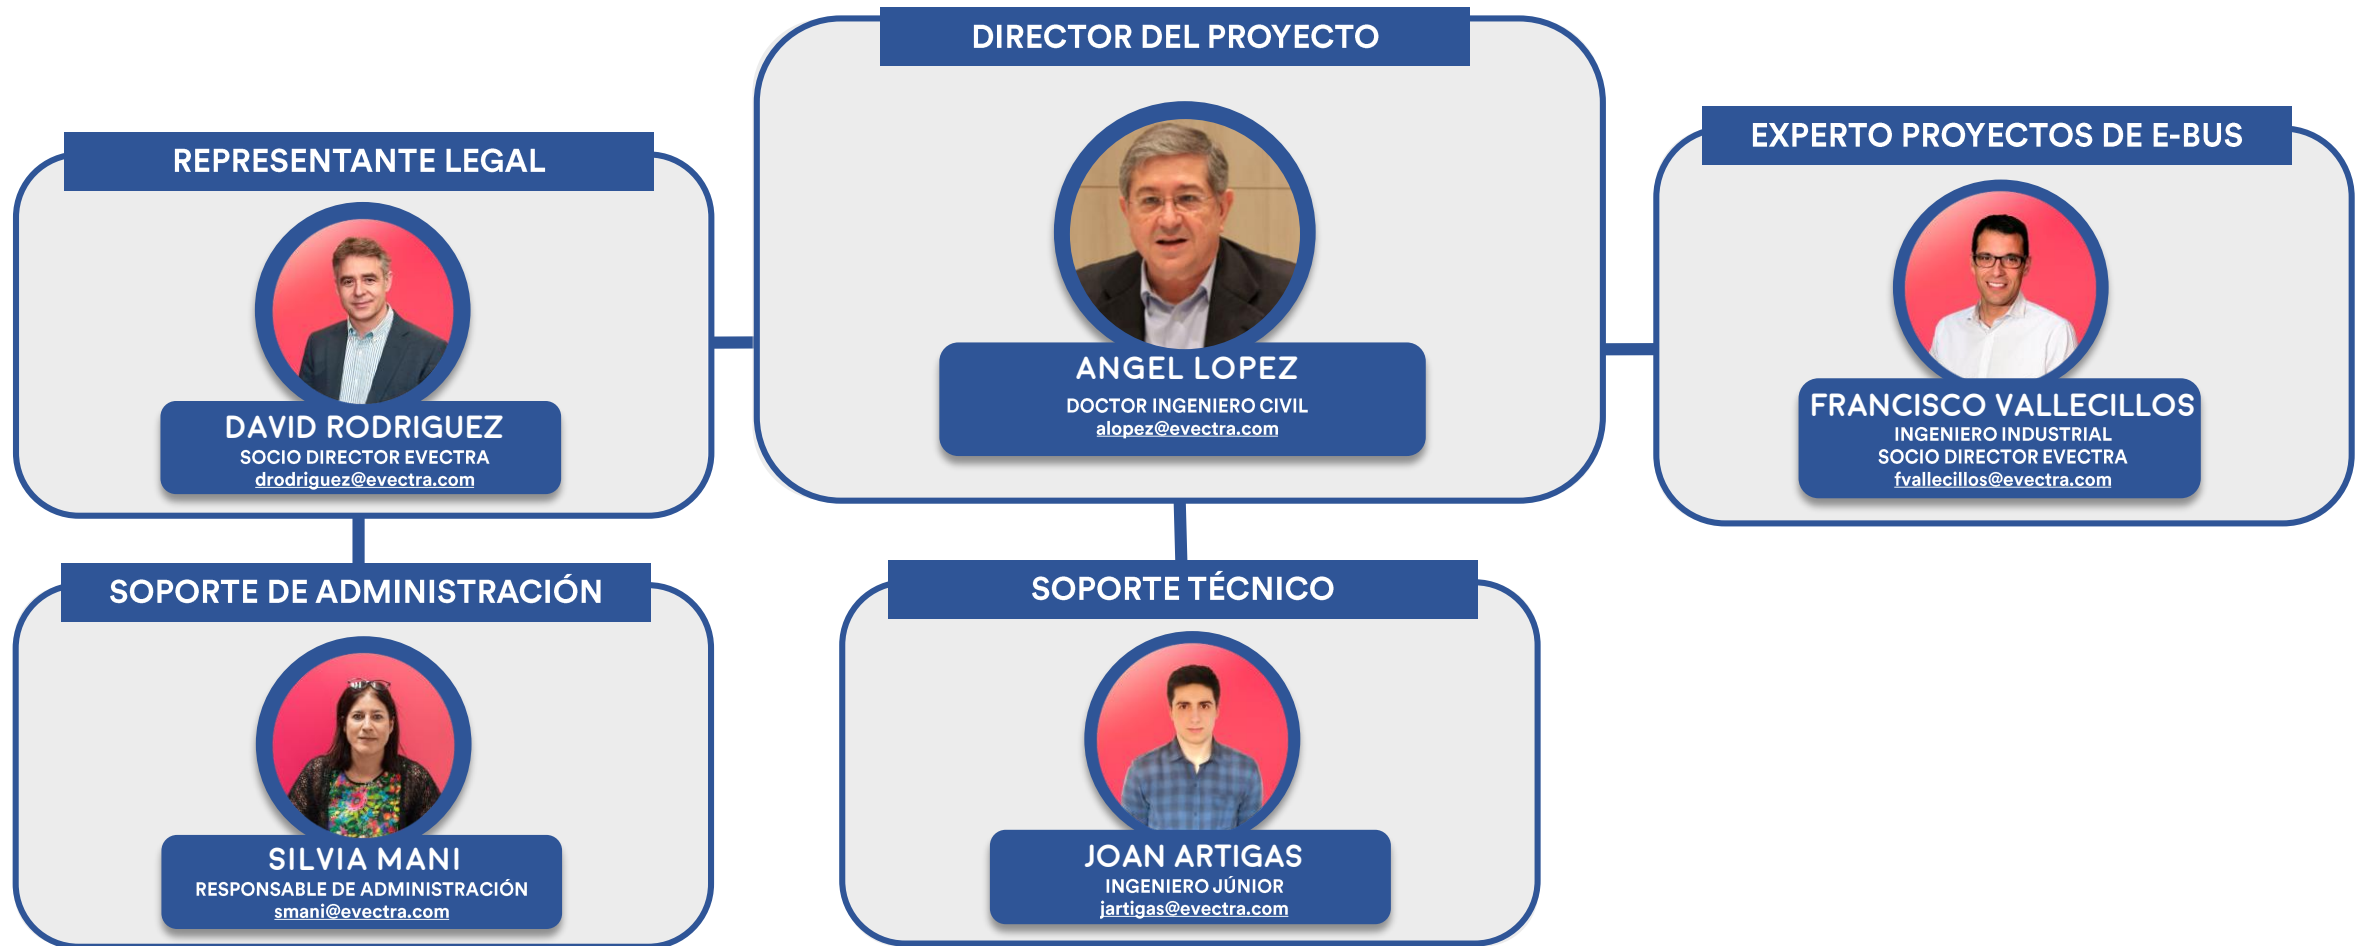 DIRECTOR DEL PROYECTO
ANGEL LOPEZ
DOCTOR INGENIERO CIVIL
alopez@evectra.com
REPRESENTANTE LEGAL
DAVID RODRIGUEZ
SOCIO DIRECTOR EVECTRA
drodriguez@evectra.com
EXPERTO PROYECTOS DE E-BUS
FRANCISCO VALLECILLOS
INGENIERO INDUSTRIAL
SOCIO DIRECTOR EVECTRA
fvallecillos@evectra.com
SOPORTE DE ADMINISTRACIÓN
SILVIA MANI
RESPONSABLE DE ADMINISTRACIÓN
smani@evectra.com
SOPORTE TÉCNICO
JOAN ARTIGAS
INGENIERO JÚNIOR
jartigas@evectra.com